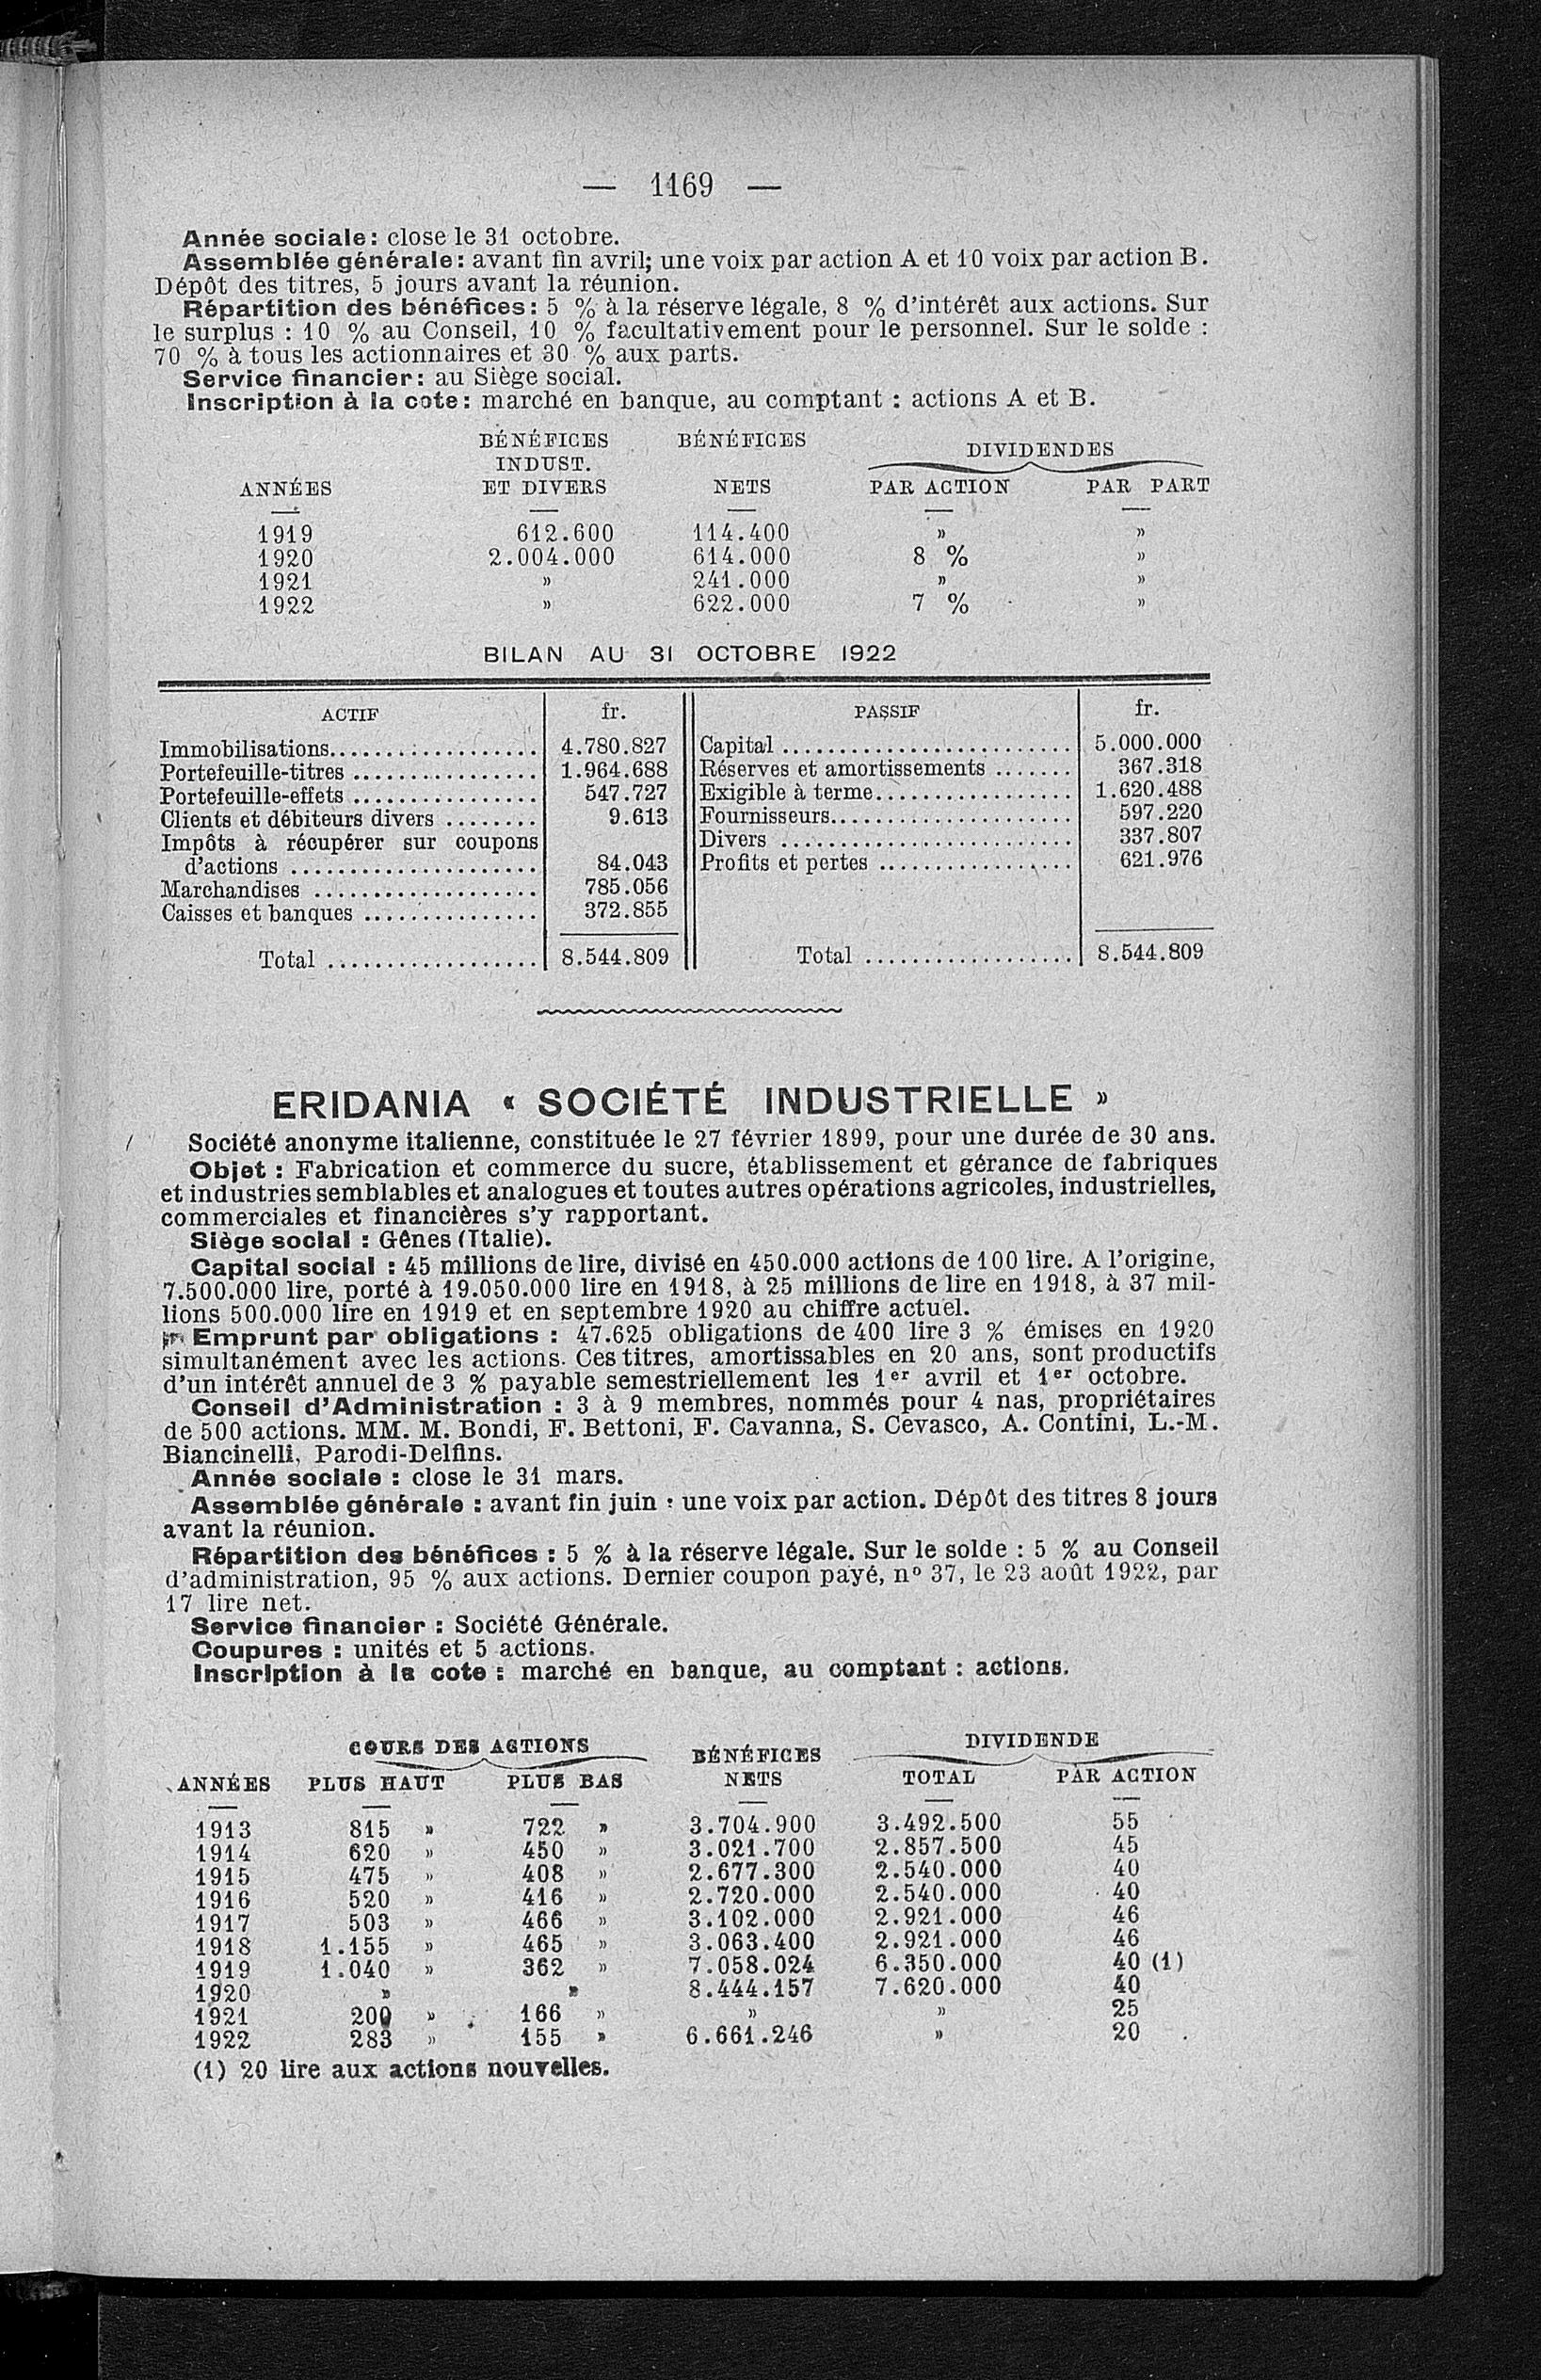 — 1169 —
Année sociale: close le 31 octobre.
Assemblée générale: avant fin avril; une voix par action A et 10 voix par action B.
Dépôt des titres, 5 jours avant la réunion.
Répartition des bénéfices: 5 % à la réserve légale, 8 % d'intérêt aux actions. Sur
le surplus : 10 % au Conseil, 10 % facultativement pour le personnel. Sur le solde :
70 % à tous les actionnaires et 30 % aux parts.
Service financier: au Siège social.
Inscription à la cote: marché en banque, au comptant : actions A et B.
BÉNÉFICES BÉNÉFICES DIVIDENDES
INDUST.
ANNÉES ET DIVERS NETS PAR ACTION PAR PART
1919 612.600 114.400 » »
1920 2.004.000 614.000 8 % »
1921 » 241.000 » »
1922 » 622.000 7 % »
BILAN AU 31 OCTOBRE 1922
ACTIF fr. PASSIF fr.
Immobilisations.................. 4.780.827 Capital ......................... 5.000.000
Portefeuille-titres ................ 1.964.688 Réserves et amortissements ....... 367.318
Portefeuille-effets ................ 547.727 Exigible à terme................. 1.620.488
Clients et débiteurs divers ........ 9.613 Fournisseurs..................... 597.220
Impôts à récupérer sur coupons Divers ......................... 337.807
d'actions ..................... 84.043 Profits et pertes ................. 621.976
Marchandises ................... 785.056
Caisses et banques ............... 372.855
Total .................. 8.544.809 Total .................. 8.544.809
ERIDANIA « SOCIÉTÉ INDUSTRIELLE »
Société anonyme italienne, constituée le 27 février 1899, pour une durée de 30 ans.
Objet : Fabrication et commerce du sucre, établissement et gérance de fabriques
et industries semblables et analogues et toutes autres opérations agricoles, industrielles,
commerciales et financières s'y rapportant.
Siège social : Gênes (Italie).
Capital social : 45 millions de lire, divisé en 450.000 actions de 100 lire. A l'origine,
7.500.000 lire, porté à 19.050.000 lire en 1918, à 25 millions de lire en 1918, à 37 mil-
lions 500.000 lire en 1919 et en septembre 1920 au chiffre actuel.
Emprunt par obligations : 47.625 obligations de 400 lire 3 % émises en 1920
simultanément avec les actions. Ces titres, amortissables en 20 ans, sont productifs
d'un intérêt annuel de 3 % payable semestriellement les 1er avril et 1er octobre.
Conseil d'Administration : 3 à 9 membres, nommés pour 4 nas, propriétaires
de 500 actions. MM. M. Bondi, F. Bettoni, F. Cavanna, S. Cevasco, A. Contini, L.-M.
Biancinelli, Parodi-Delfins.
Année sociale : close le 31 mars.
Assemblée générale : avant fin juin : une voix par action. Dépôt des titres 8 jours
avant la réunion.
Répartition des bénéfices : 5 % à la réserve légale. Sur le solde : 5 % au Conseil
d'administration, 95 % aux actions. Dernier coupon payé, nº 37, le 23 août 1922, par
17 lire net.
Service financier : Société Générale.
Coupures : unités et 5 actions.
Inscription à la cote : marché en banque, au comptant : actions.
COURS DES ACTIONS BÉNÉFICES DIVIDENDE
ANNÉES PLUS HAUT PLUS BAS NETS TOTAL PAR ACTION
1913 815 » 722 » 3.704.900 3.492.500 55
1914 620 » 450 » 3.021.700 2.857.500 45
1915 475 » 408 » 2.677.300 2.540.000 40
1916 520 » 416 » 2.720.000 2.540.000 40
1917 503 » 466 » 3.102.000 2.921.000 46
1918 1.155 » 465 » 3.063.400 2.921.000 46
1919 1.040 » 362 » 7.058.024 6.350.000 40 (1)
1920 » » 8.444.157 7.620.000 40
1921 200 » 166 » » » 25
1922 283 » 155 » 6.661.246 » 20
(1) 20 lire aux actions nouvelles.